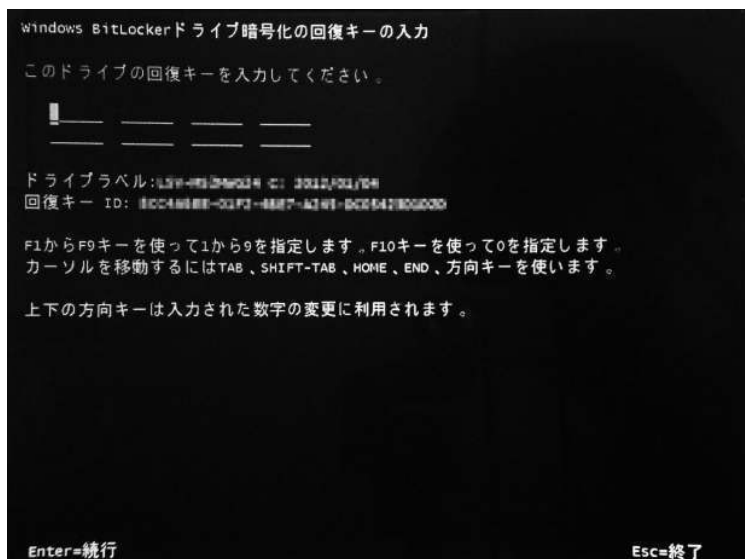 Windows BitLockerドライブ暗号化の回復キーの入力
このドライブの回復キーを入力してください。
ドライブラベル:
回復キー ID:
F1からF9キーを使って1から9を指定します。F10キーを使って0を指定します。
カーソルを移動するにはTAB、SHIFT-TAB、HOME、END、方向キーを使います。
上下の方向キーは入力された数字の変更に利用されます。
Enter=続行
Esc=終了